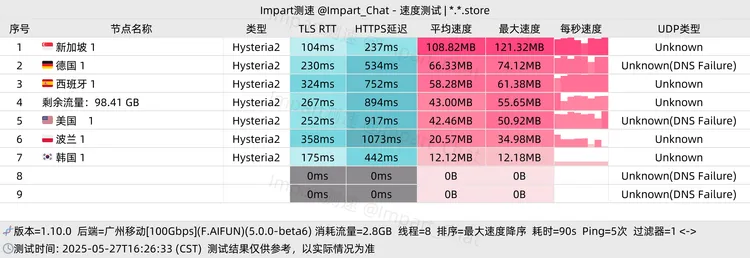 Impart测速 @Impart_Chat - 速度测试 | *.*.store
序号 节点名称 类型 TLS RTT HTTPS延迟 平均速度 最大速度 每秒速度 UDP类型
1 🇸🇬 新加坡 1 Hysteria2 104ms 237ms 108.82MB 121.32MB Unknown
2 🇩🇪 德国 1 Hysteria2 230ms 534ms 66.33MB 74.12MB Unknown(DNS Failure)
3 🇪🇸 西班牙 1 Hysteria2 324ms 752ms 58.28MB 61.38MB Unknown
4 剩余流量：98.41 GB Hysteria2 267ms 894ms 43.00MB 55.65MB Unknown
5 🇺🇸 美国 1 Hysteria2 252ms 917ms 42.46MB 50.92MB Unknown(DNS Failure)
6 🇵🇱 波兰 1 Hysteria2 358ms 1073ms 20.57MB 34.98MB Unknown
7 🇰🇷 韩国 1 Hysteria2 175ms 442ms 12.12MB 12.18MB Unknown
8 0ms 0ms 0B 0B Unknown(DNS Failure)
9 0ms 0ms 0B 0B Unknown(DNS Failure)
版本=1.10.0 后端=广州移动[100Gbps](F.AIFUN)(5.0.0-beta6) 消耗流量=2.8GB 线程=8 排序=最大速度降序 耗时=90s Ping=5次 过滤器=1 <->
测试时间: 2025-05-27T16:26:33 (CST) 测试结果仅供参考，以实际情况为准